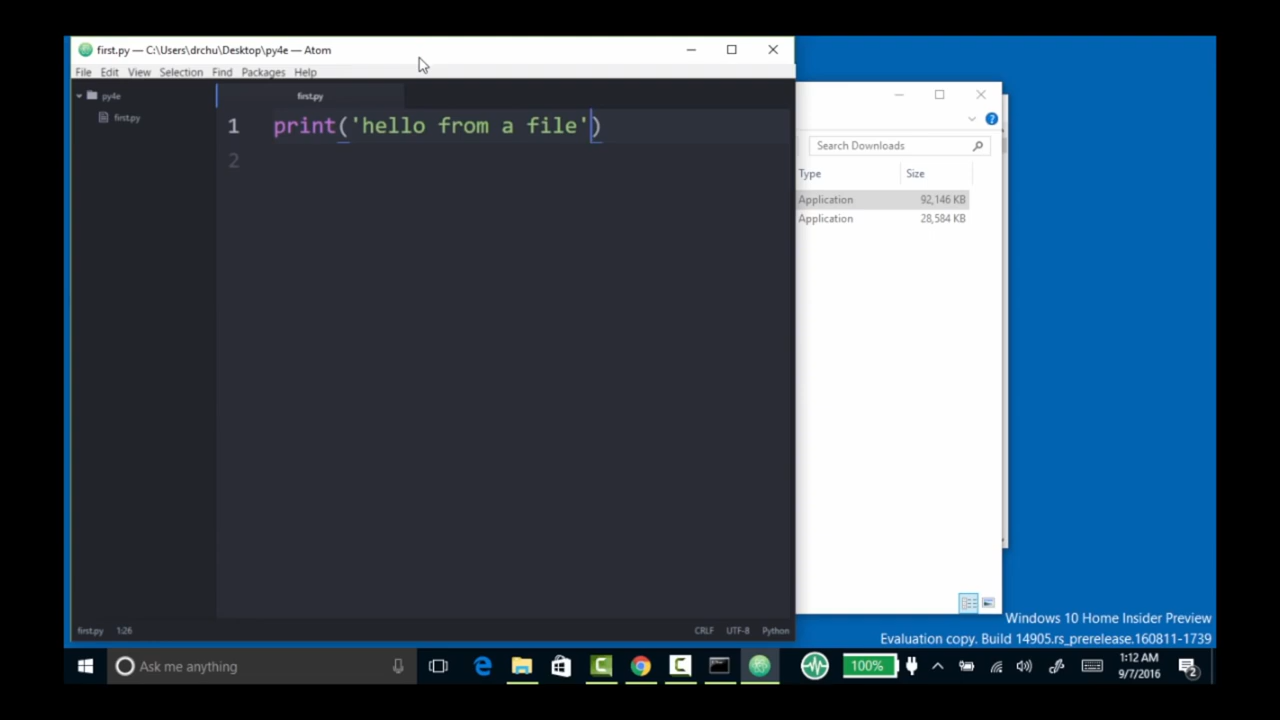 first.py — C:\Users\drchu\Desktop\py4e — Atom
File Edit View Selection Find Packages Help
py4e
first.py
first.py
1 print('hello from a file')
2
Search Downloads
Type Size
Application 92,146 KB
Application 28,584 KB
first.py 1:26
CRLF UTF-8 Python
Windows 10 Home Insider Preview
Evaluation copy. Build 14905.rs_prerelease.160811-1739
Ask me anything
100%
1:12 AM
9/7/2016
2